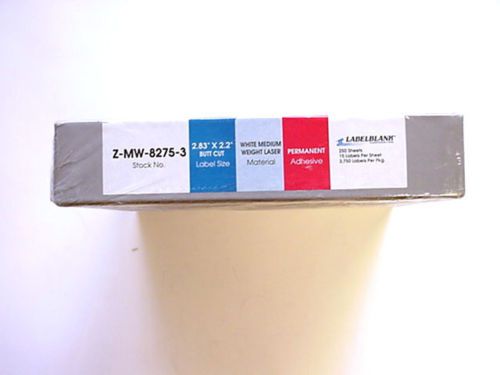 Z-MW-8275-3
Stock No.
2.83" X 2.2"
BUTT CUT
Label Size
WHITE MEDIUM
WEIGHT LASER
Material
PERMANENT
Adhesive
LABELBLANK
250 Sheets
15 Labels Per Sheet
3,750 Labels Per Pkg.